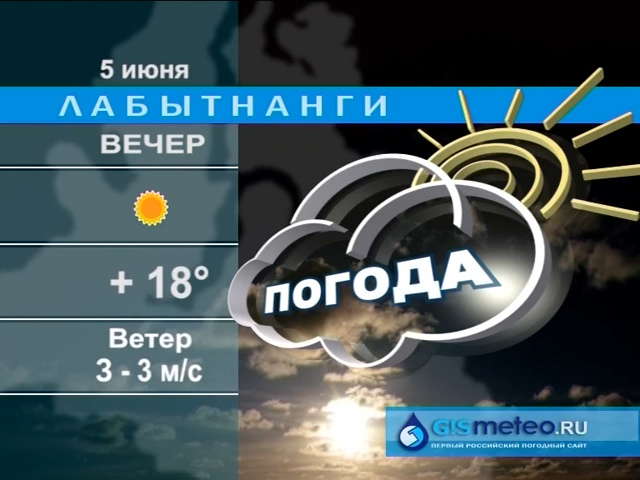 5 июня
ЛАБЫТНАНГИ
ВЕЧЕР
+ 18°
Ветер
3 - 3 м/с
ПОГОДА
GISmeteo.RU
ПЕРВЫЙ РОССИЙСКИЙ ПОГОДНЫЙ САЙТ